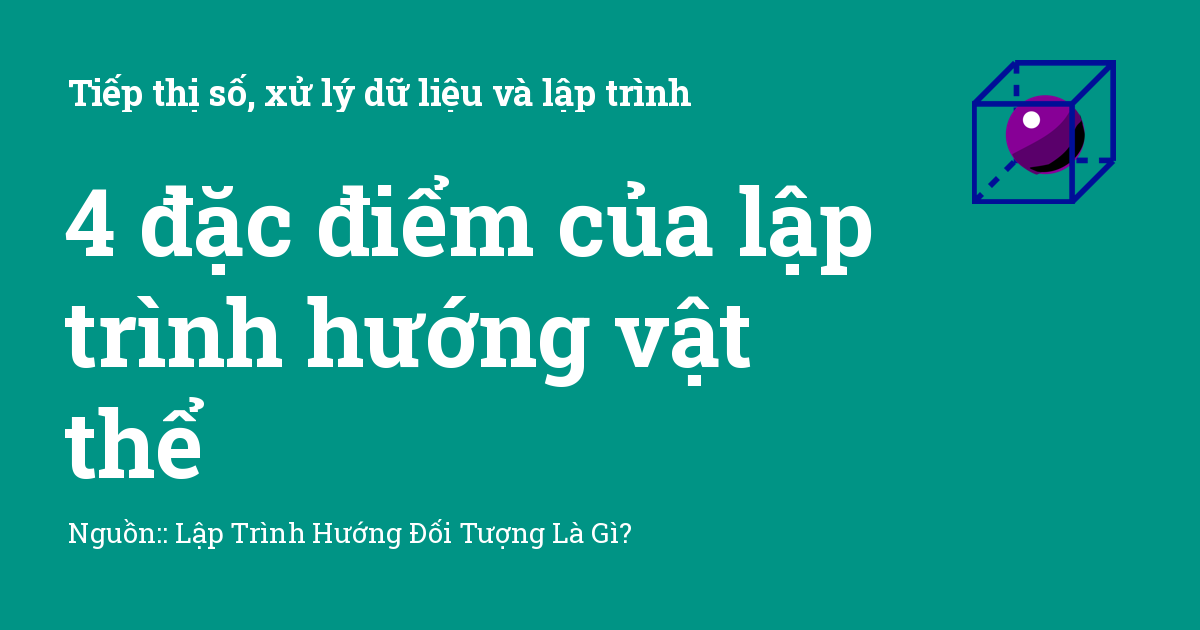 Tiếp thị số, xử lý dữ liệu và lập trình
4 đặc điểm của lập
trình hướng vật
thể
Nguồn:: Lập Trình Hướng Đối Tượng Là Gì?